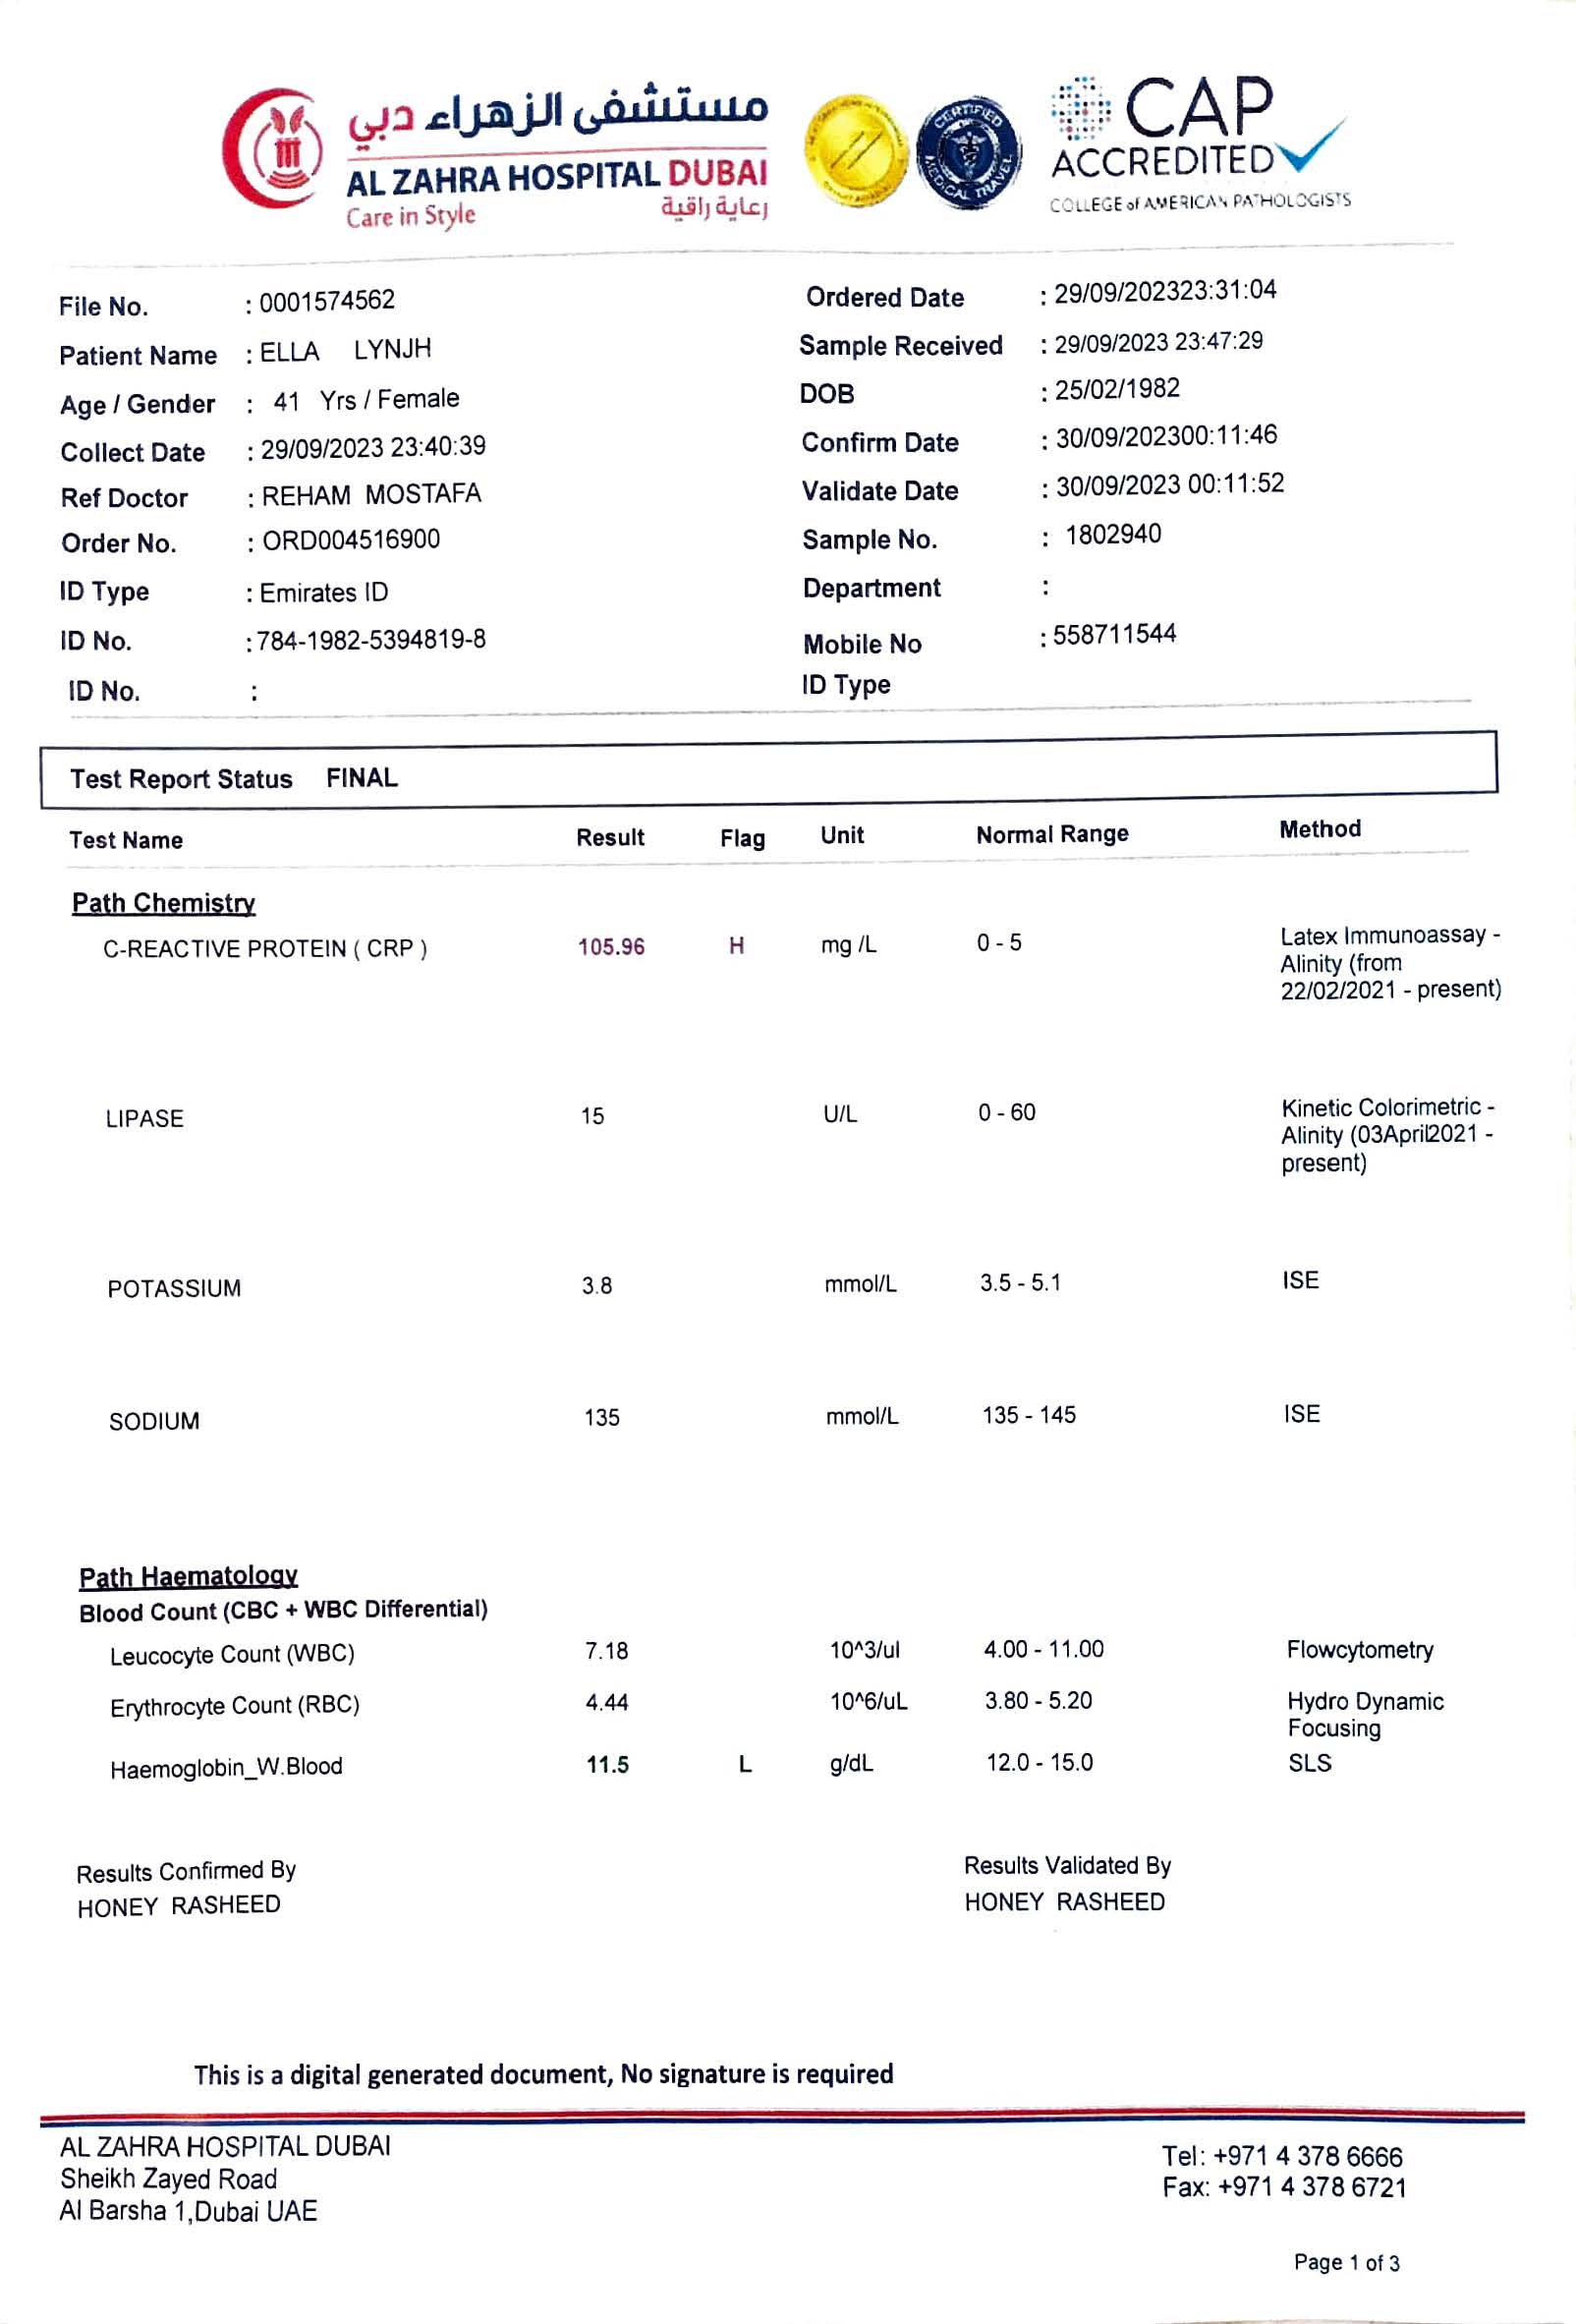 مستشفى الزهراء دبي
AL ZAHRA HOSPITAL DUBAI
Care in Style رعاية راقية
CERTIFIED
MEDICAL TRAVEL
CAP
ACCREDITED
COLLEGE of AMERICAN PATHOLOGISTS
File No. : 0001574562 Ordered Date : 29/09/202323:31:04
Patient Name : ELLA LYNJH Sample Received : 29/09/2023 23:47:29
Age / Gender : 41 Yrs / Female DOB : 25/02/1982
Collect Date : 29/09/2023 23:40:39 Confirm Date : 30/09/202300:11:46
Ref Doctor : REHAM MOSTAFA Validate Date : 30/09/2023 00:11:52
Order No. : ORD004516900 Sample No. : 1802940
ID Type : Emirates ID Department :
ID No. : 784-1982-5394819-8 Mobile No : 558711544
ID No. : ID Type
Test Report Status FINAL
Test Name Result Flag Unit Normal Range Method
Path Chemistry
C-REACTIVE PROTEIN ( CRP ) 105.96 H mg /L 0 - 5 Latex Immunoassay -
Alinity (from
22/02/2021 - present)
LIPASE 15 U/L 0 - 60 Kinetic Colorimetric -
Alinity (03April2021 -
present)
POTASSIUM 3.8 mmol/L 3.5 - 5.1 ISE
SODIUM 135 mmol/L 135 - 145 ISE
Path Haematology
Blood Count (CBC + WBC Differential)
Leucocyte Count (WBC) 7.18 10^3/ul 4.00 - 11.00 Flowcytometry
Erythrocyte Count (RBC) 4.44 10^6/uL 3.80 - 5.20 Hydro Dynamic
Focusing
Haemoglobin_W.Blood 11.5 L g/dL 12.0 - 15.0 SLS
Results Confirmed By Results Validated By
HONEY RASHEED HONEY RASHEED
This is a digital generated document, No signature is required
AL ZAHRA HOSPITAL DUBAI
Sheikh Zayed Road Tel: +971 4 378 6666
Al Barsha 1,Dubai UAE Fax: +971 4 378 6721
Page 1 of 3